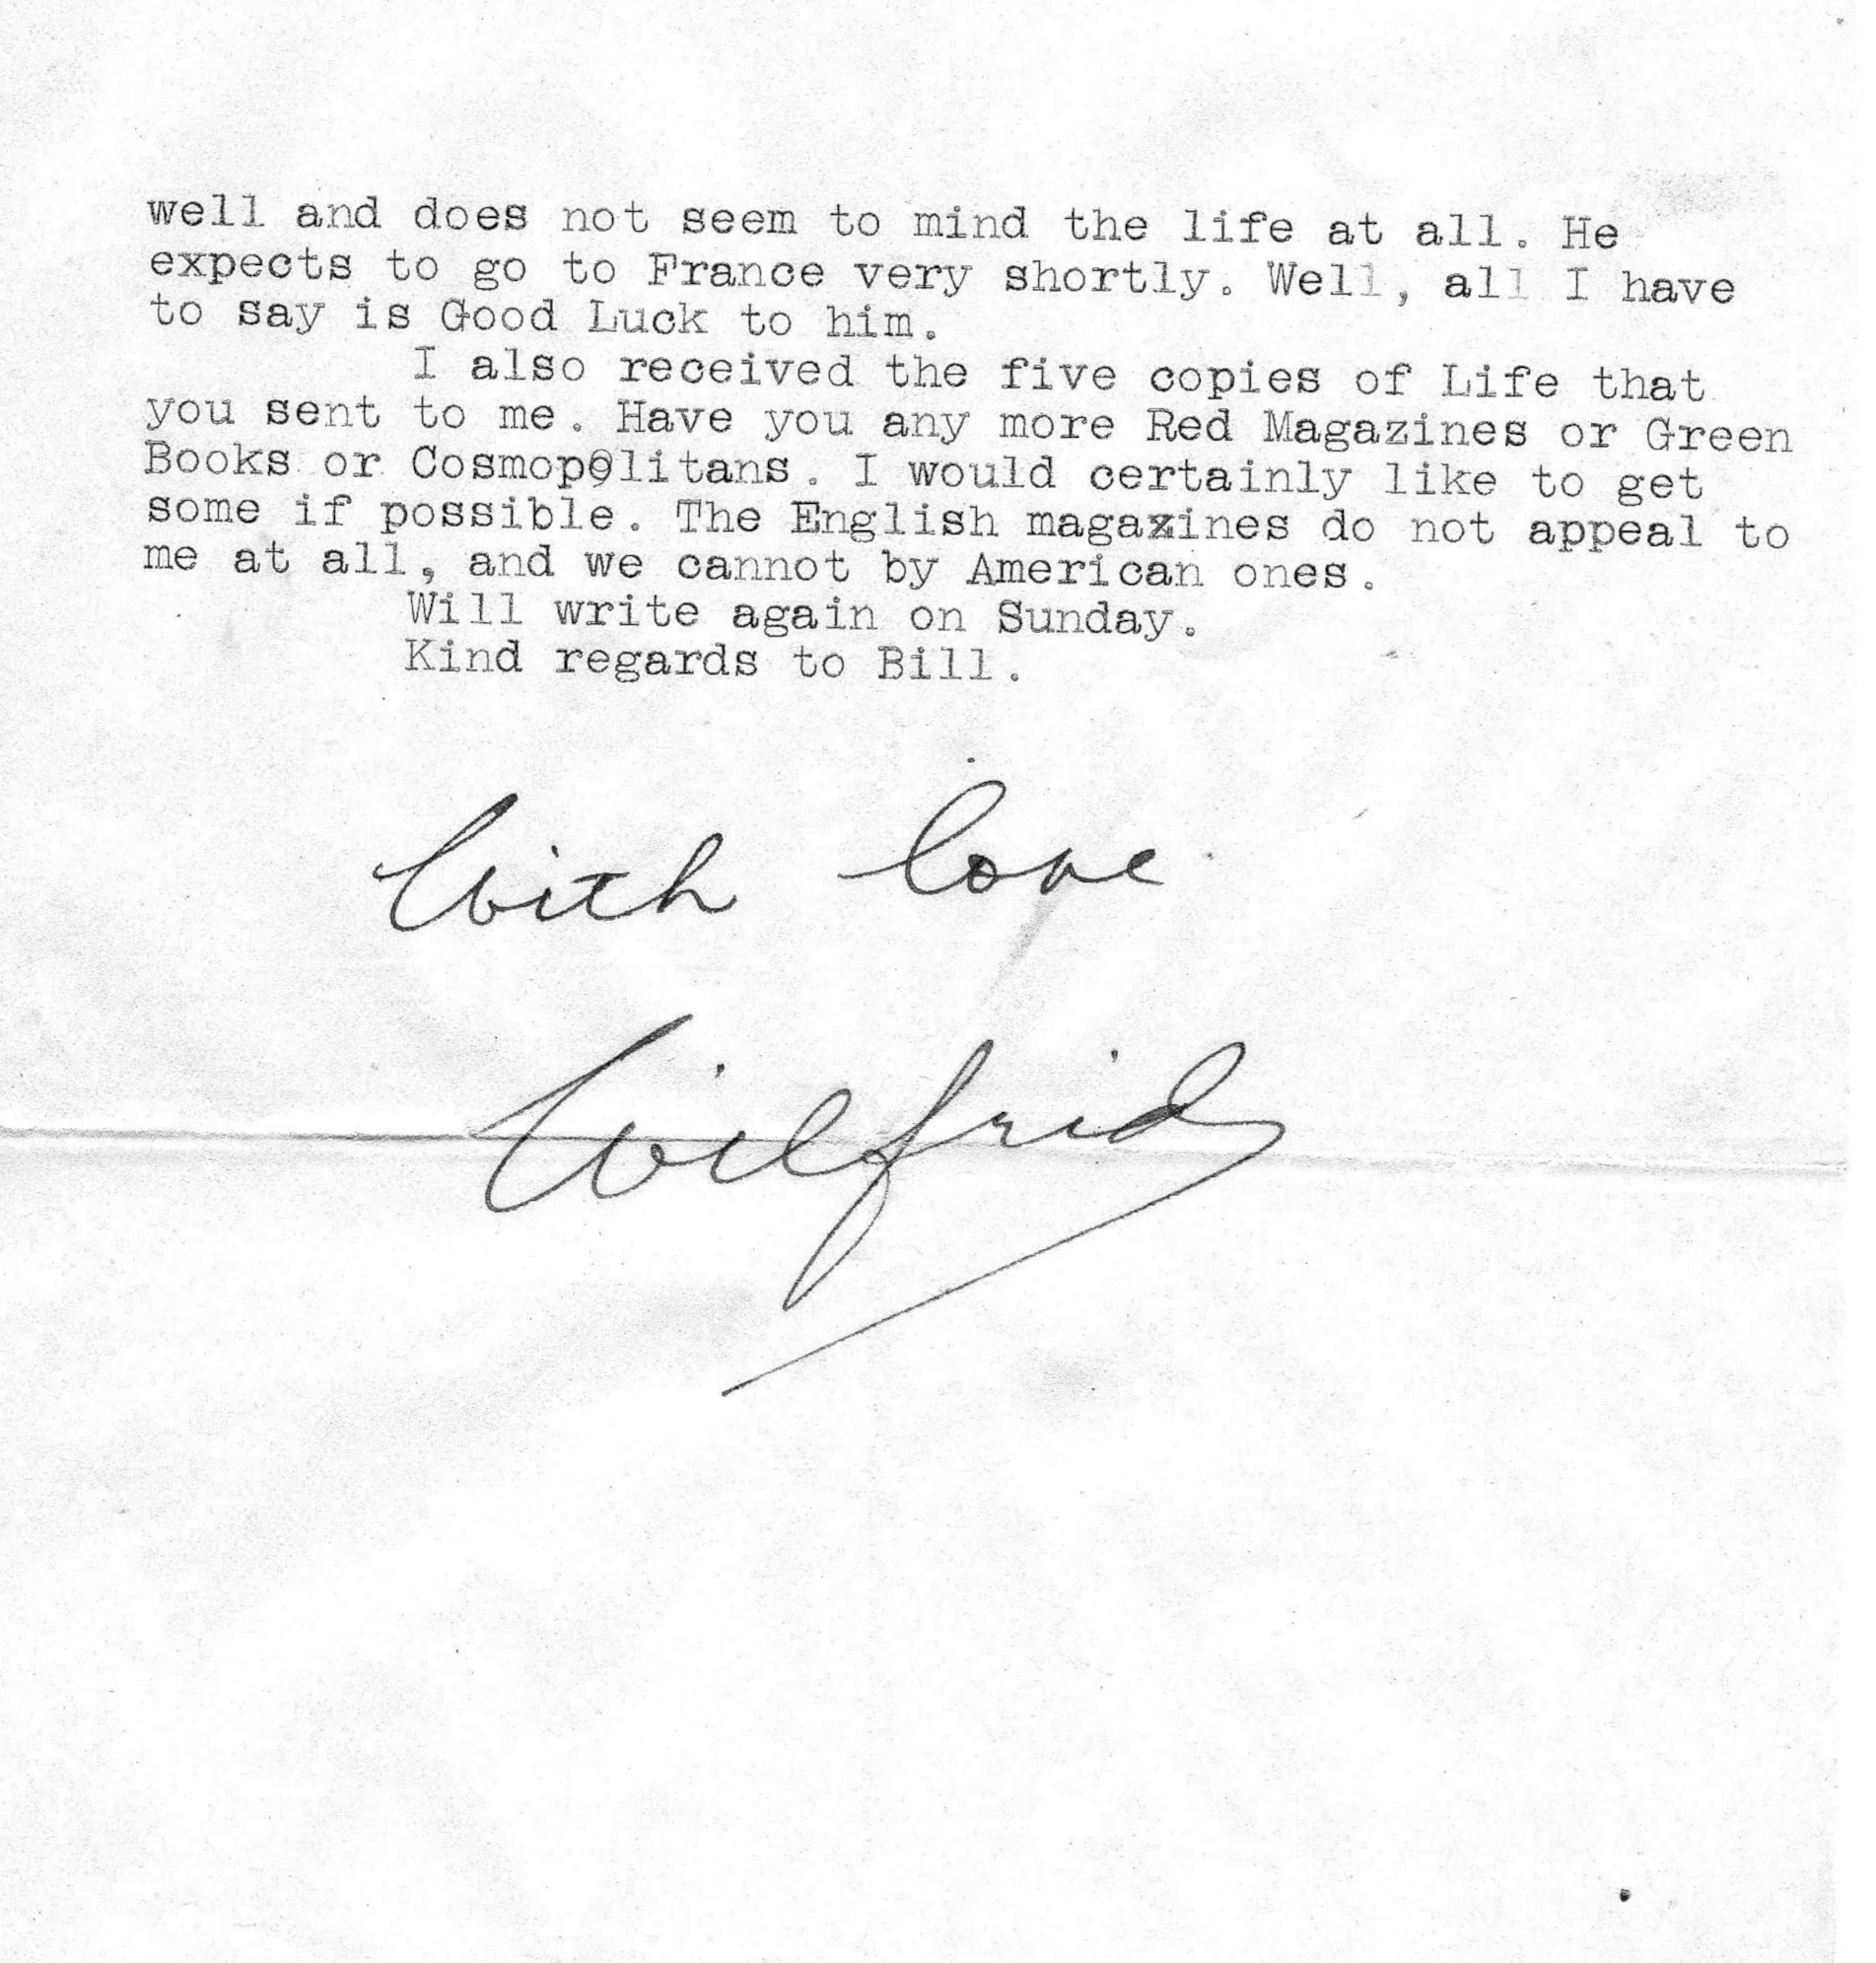 well and does not seem to mind the life at all. He
expects to go to France very shortly. Well, all I have
to say is Good Luck to him.
I also received the five copies of Life that
you sent to me. Have you any more Red Magazines or Green
Books or Cosmopolitans. I would certainly like to get
some if possible. The English magazines do not appeal to
me at all, and we cannot by American ones.
Will write again on Sunday.
Kind regards to Bill.
With love
Wilfrid